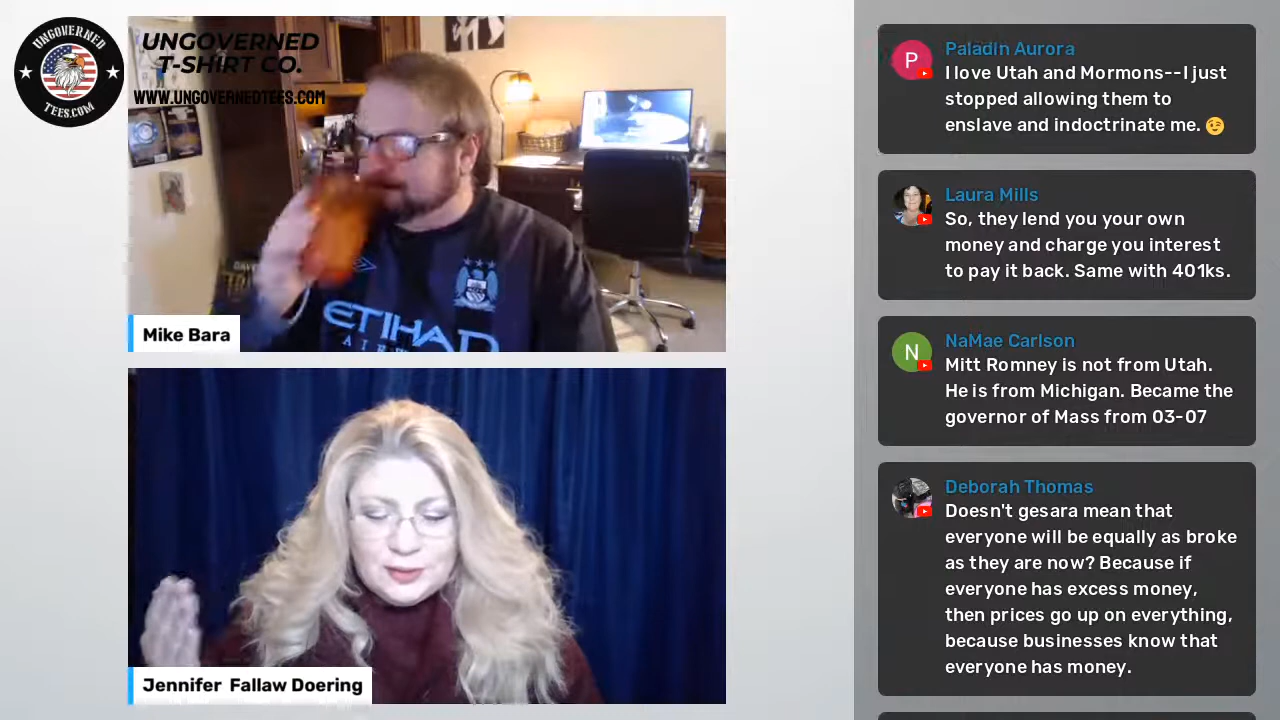 UNGOVERNED
TEES.COM
UNGOVERNED
T-SHIRT CO.
WWW.UNGOVERNEDTEES.COM
ETIHAD
Mike Bara
Jennifer Fallaw Doering
P
Paladin Aurora
I love Utah and Mormons--I just
stopped allowing them to
enslave and indoctrinate me. 😉
Laura Mills
So, they lend you your own
money and charge you interest
to pay it back. Same with 401ks.
N
NaMae Carlson
Mitt Romney is not from Utah.
He is from Michigan. Became the
governor of Mass from 03-07
Deborah Thomas
Doesn't gesara mean that
everyone will be equally as broke
as they are now? Because if
everyone has excess money,
then prices go up on everything,
because businesses know that
everyone has money.